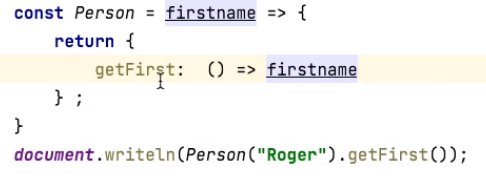 const Person = firstname => {
    return {
        getFirst:  () => firstname
    } ;
}
document.writeln(Person("Roger").getFirst());